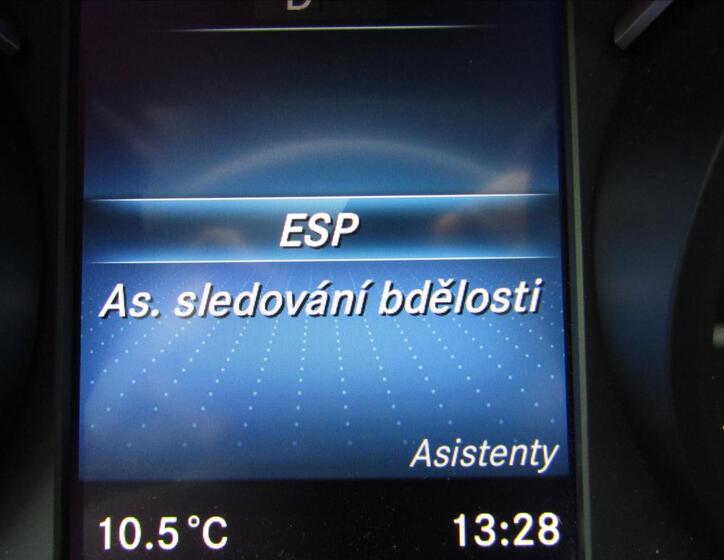 D
ESP
As. sledování bdělosti
Asistenty
10.5°C 13:28